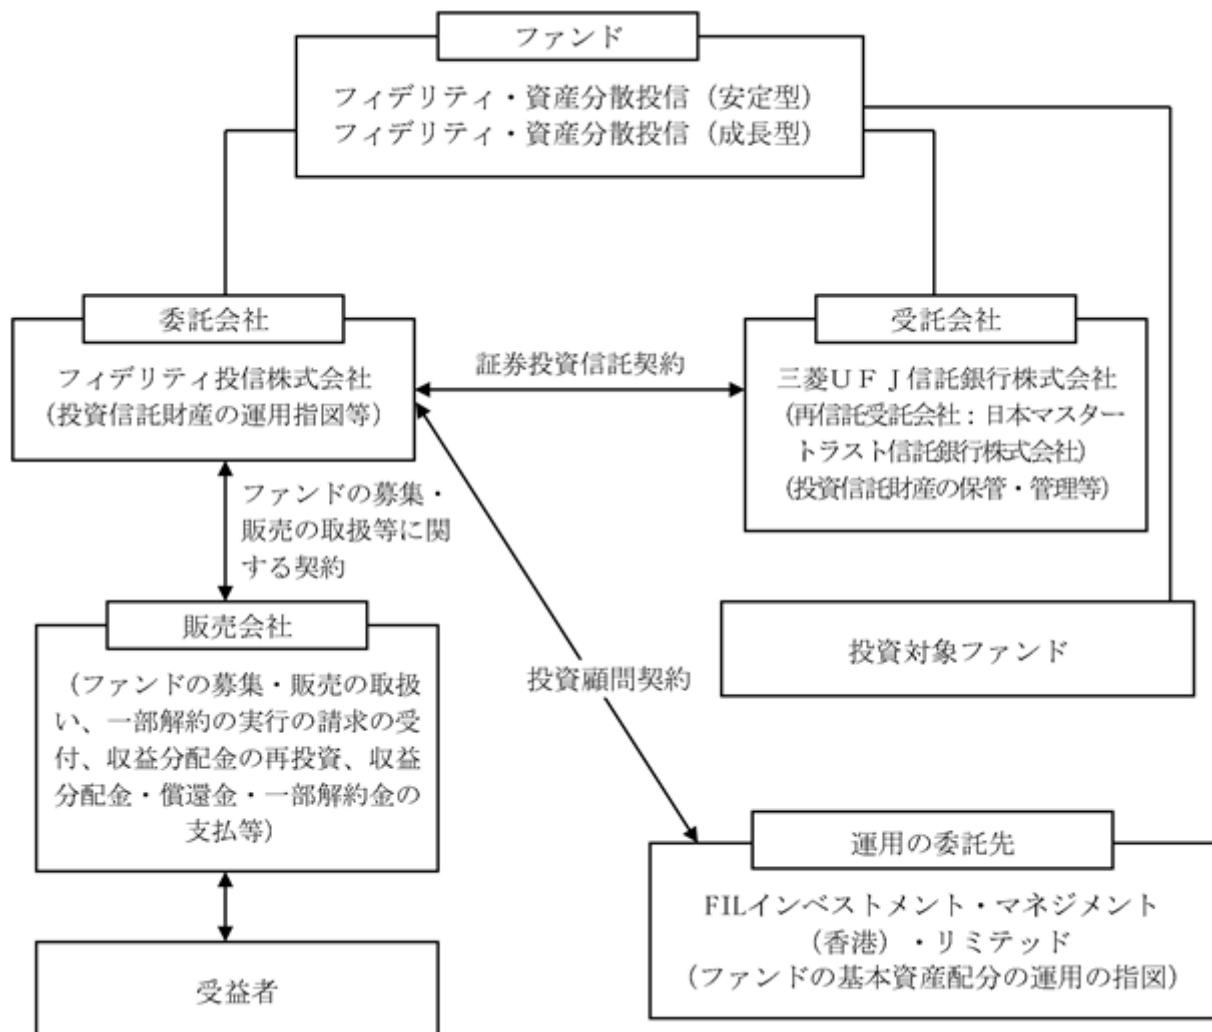 ファンド
フィデリティ・資産分散投信(安定型)
フィデリティ・資産分散投信(成長型)
委託会社
フィデリティ投信株式会社
(投資信託財産の運用指図等)
証券投資信託契約
受託会社
三菱UFJ信託銀行株式会社
(再信託受託会社:日本マスター
トラスト信託銀行株式会社)
(投資信託財産の保管・管理等)
ファンドの募集・
販売の取扱等に関
する契約
販売会社
(ファンドの募集・販売の取扱
い、一部解約の実行の請求の受
付、収益分配金の再投資、収益
分配金・償還金・一部解約金の
支払等)
投資顧問契約
投資対象ファンド
運用の委託先
FILインベストメント・マネジメント
(香港)・リミテッド
(ファンドの基本資産配分の運用の指図)
受益者